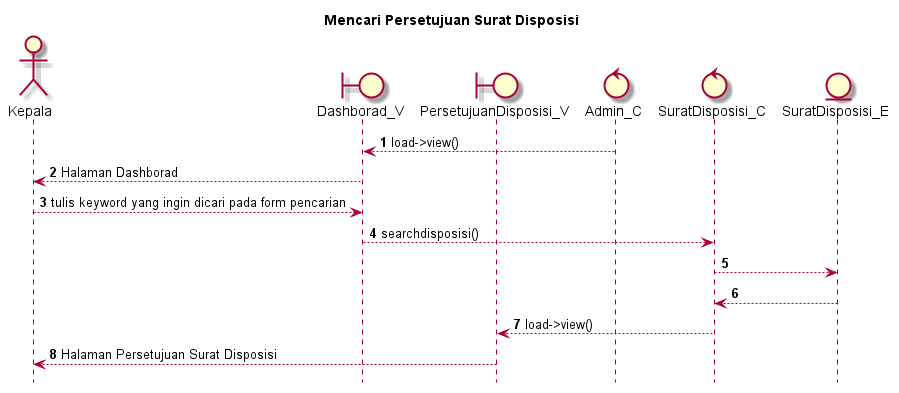 Mencari Persetujuan Surat Disposisi
Kepala
Dashborad_V
PersetujuanDisposisi_V
Admin_C
SuratDisposisi_C
SuratDisposisi_E
1 load->view()
2 Halaman Dashborad
3 tulis keyword yang ingin dicari pada form pencarian
4 searchdisposisi()
5
6
7 load->view()
8 Halaman Persetujuan Surat Disposisi